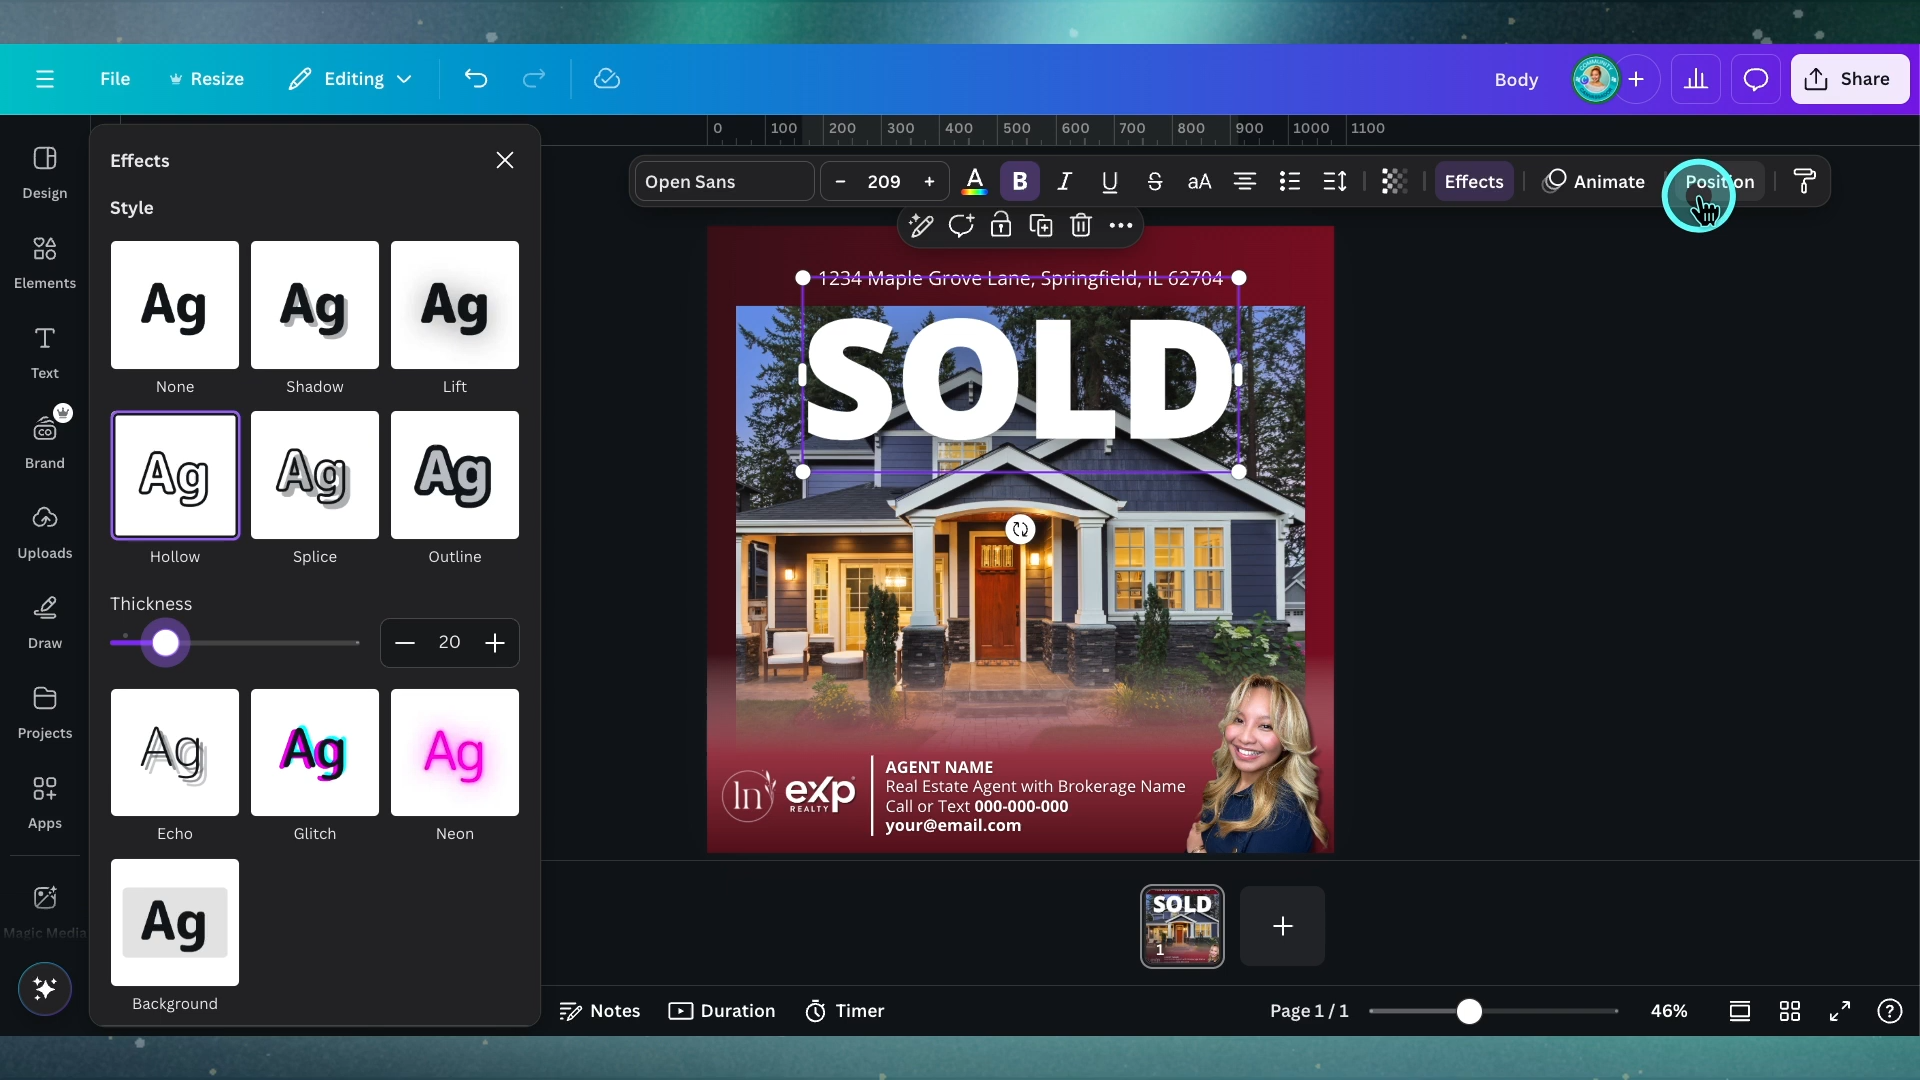 File
Resize
Editing
Body
Share
0 100 200 300 400 500 600 700 800 900 1000 1100
Design
Elements
Text
Brand
CO
Uploads
Draw
Projects
Apps
Magic Media
Effects
Style
Ag
None
Ag
Shadow
Ag
Lift
Ag
Hollow
Ag
Splice
Ag
Outline
Thickness
20
Ag
Echo
Ag
Glitch
Ag
Neon
Ag
Background
Open Sans
– 209 +
A B I U S aA
Effects
Animate
Position
1234 Maple Grove Lane, Springfield, IL 62704
SOLD
In
exp
REALTY
AGENT NAME
Real Estate Agent with Brokerage Name
Call or Text 000-000-000
your@email.com
SOLD
1
Notes
Duration
Timer
Page 1 / 1
46%